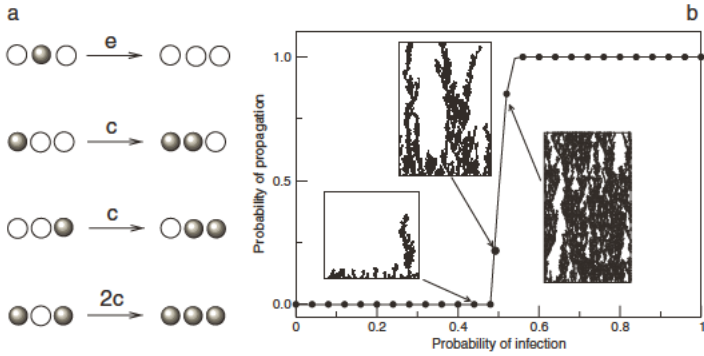 a
e
c
c
2c
b
Probability of propagation
1.0
0.5
0.0
0
0.2
0.4
0.6
0.8
1
Probability of infection